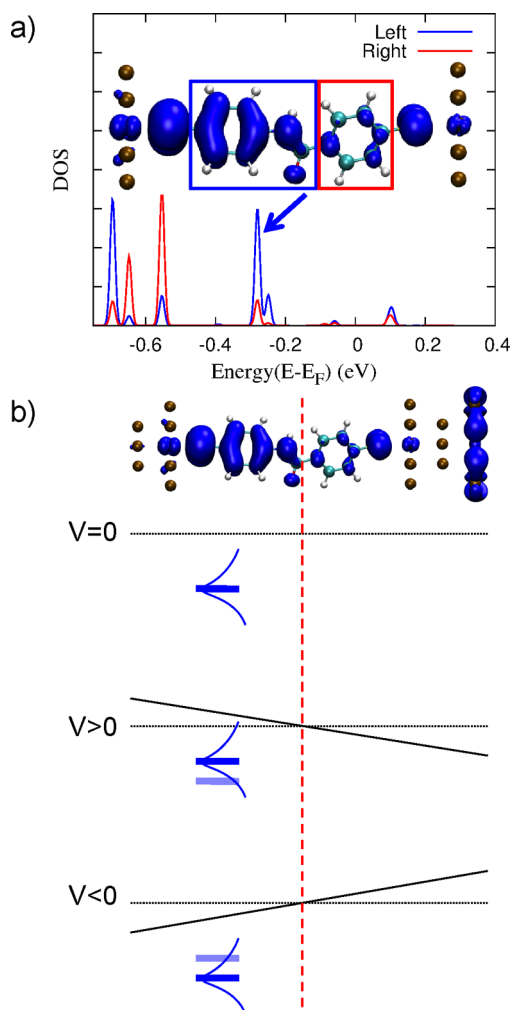 a)
Left
Right
DOS
-0.6 -0.4 -0.2 0 0.2 0.4
Energy(E-E_F) (eV)
b)
V=0
V>0
V<0